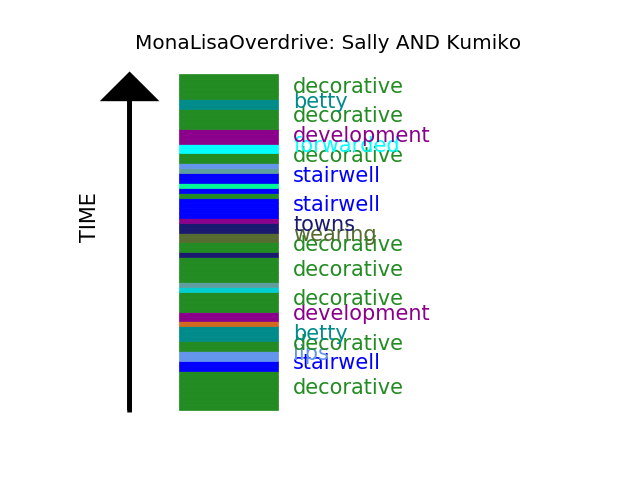 MonaLisaOverdrive: Sally AND Kumiko
decorative
betty
decorative
development
forwarded
decorative
stairwell
stairwell
towns
wearing
decorative
decorative
decorative
development
betty
decorative
lips
stairwell
decorative
TIME